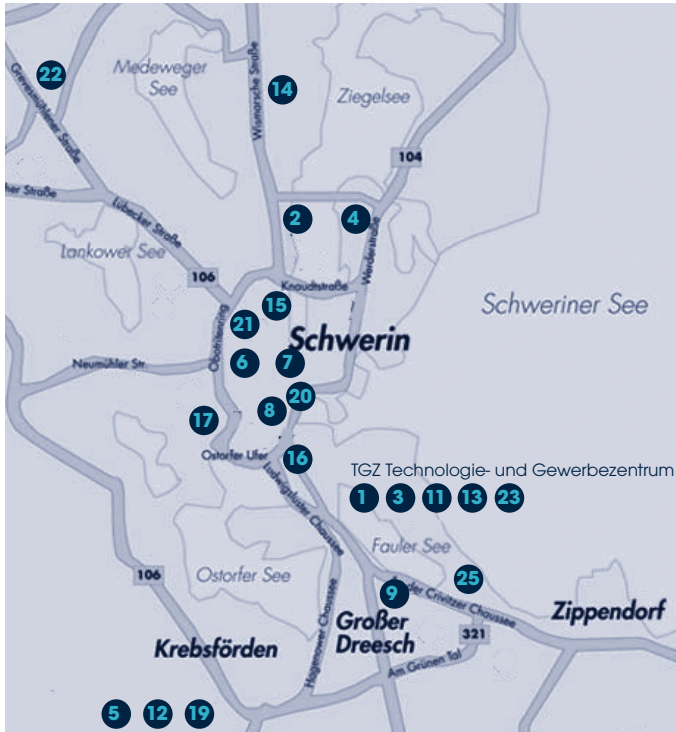 22
Medeweger
See
14
Ziegelsee
Grevesmühlener Straße
Wismarsche Straße
104
her Straße
Lübecker Straße
2
4
Werderstraße
Lankower See
106
Knaudtstraße
15
Schweriner See
21
Obotritenring
Schwerin
Neumühler Str.
6
7
20
8
17
Ostorfer Ufer
16
TGZ Technologie- und Gewerbezentrum
1 3 11 13 23
Ludwigsluster Chaussee
Fauler See
106
Ostorfer See
25
9
der Crivitzer Chaussee
Zippendorf
Großer
Dreesch
321
Krebsförden
Hagenower Chaussee
Am Grünen Tal
5 12 19